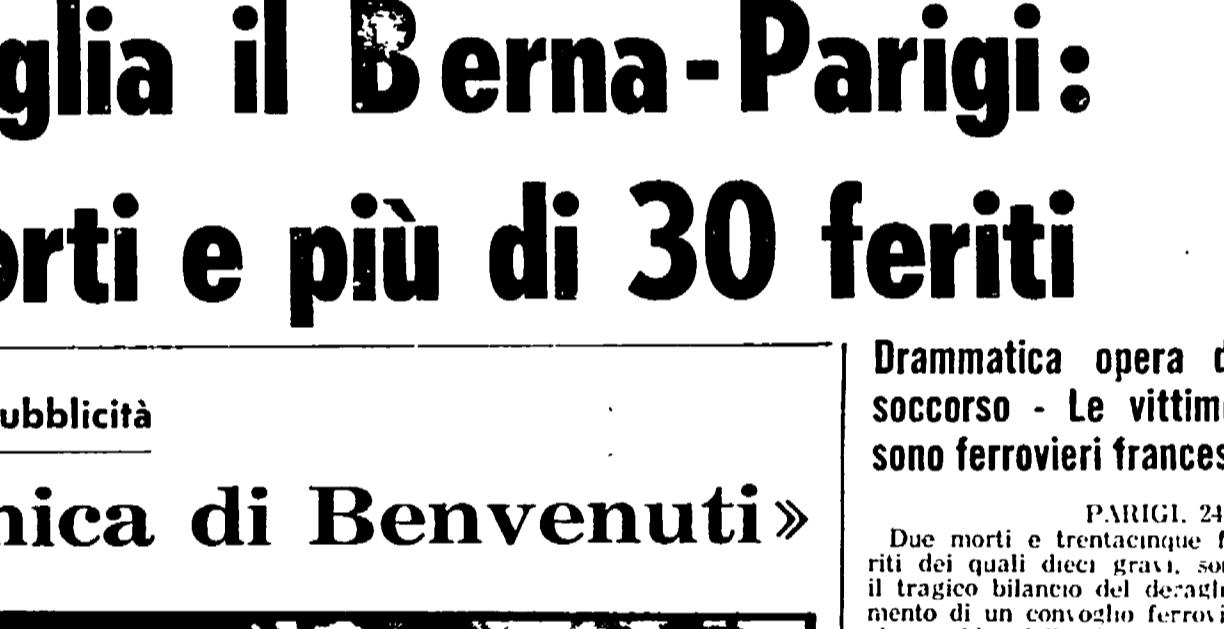 glia il Berna-Parigi:
orti e più di 30 feriti
ubblicità
nica di Benvenuti»
Drammatica opera d
soccorso - Le vittim
sono ferrovieri frances
PARIGI. 24
Due morti e trentacinque f
riti dei quali dieci gravi, so
il tragico bilancio del deragli
mento di un convoglio ferrovi